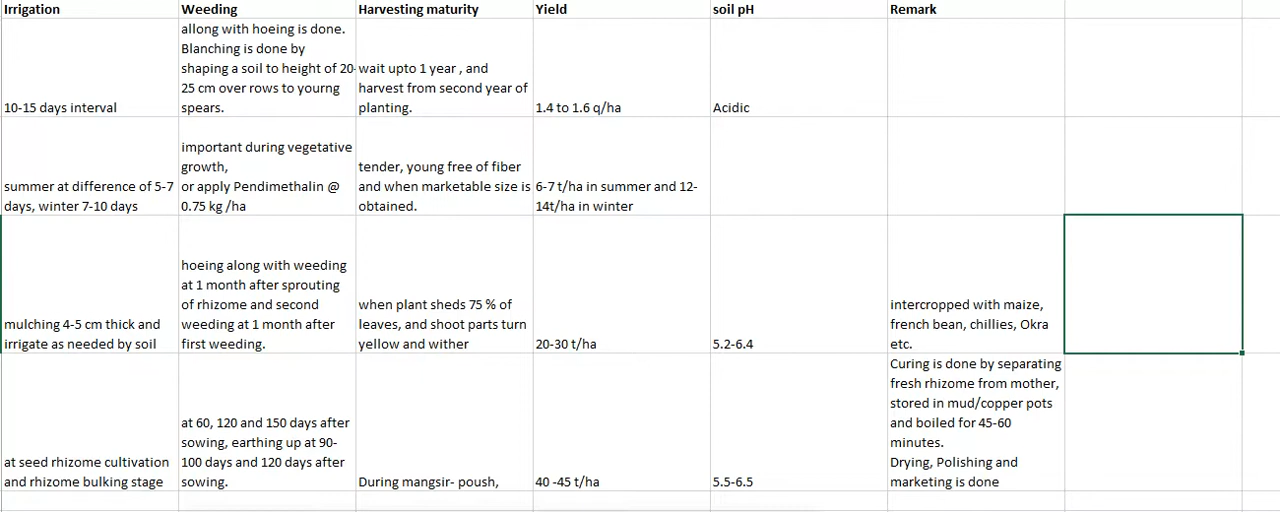 Irrigation Weeding Harvesting maturity Yield soil pH Remark
10-15 days interval
allong with hoeing is done.
Blanching is done by
shaping a soil to height of 20-
25 cm over rows to yourng
spears.
wait upto 1 year , and
harvest from second year of
planting.
1.4 to 1.6 q/ha
Acidic
summer at difference of 5-7
days, winter 7-10 days
important during vegetative
growth,
or apply Pendimethalin @
0.75 kg /ha
tender, young free of fiber
and when marketable size is
obtained.
6-7 t/ha in summer and 12-
14t/ha in winter
mulching 4-5 cm thick and
irrigate as needed by soil
hoeing along with weeding
at 1 month after sprouting
of rhizome and second
weeding at 1 month after
first weeding.
when plant sheds 75 % of
leaves, and shoot parts turn
yellow and wither
20-30 t/ha
5.2-6.4
intercropped with maize,
french bean, chillies, Okra
etc.
at seed rhizome cultivation
and rhizome bulking stage
at 60, 120 and 150 days after
sowing, earthing up at 90-
100 days and 120 days after
sowing.
During mangsir- poush,
40 -45 t/ha
5.5-6.5
Curing is done by separating
fresh rhizome from mother,
stored in mud/copper pots
and boiled for 45-60
minutes.
Drying, Polishing and
marketing is done